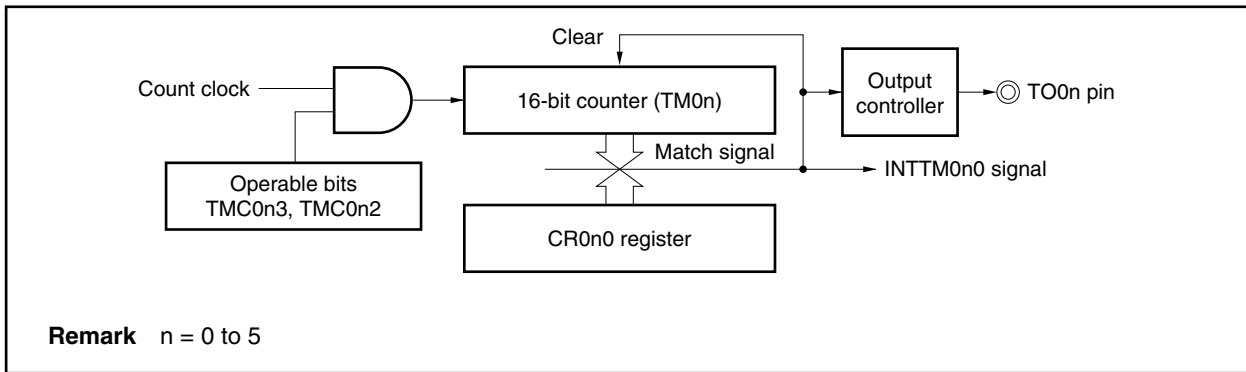 Clear
Count clock
16-bit counter (TM0n)
Output
controller
TO0n pin
Match signal
INTTM0n0 signal
Operable bits
TMC0n3, TMC0n2
CR0n0 register
Remark n = 0 to 5